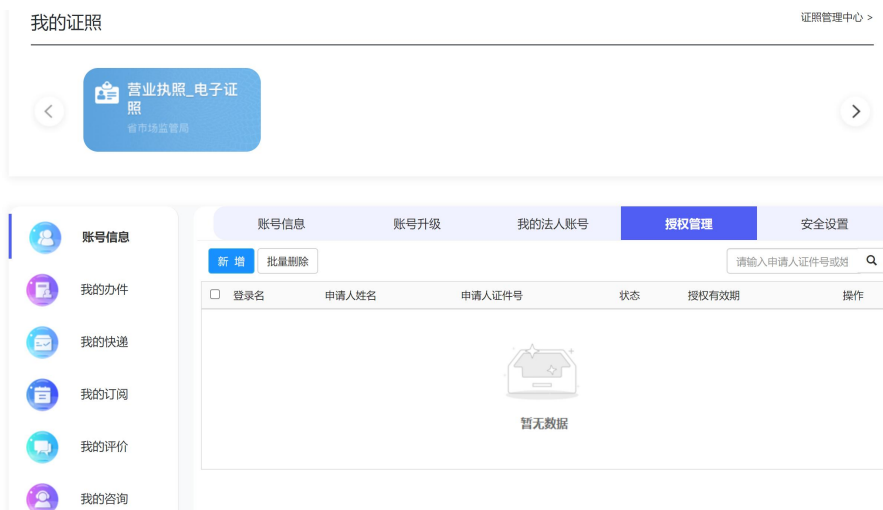 我的证照
证照管理中心 >
营业执照_电子证
照
省市场监管局
账号信息
我的办件
我的快递
我的订阅
我的评价
我的咨询
账号信息 账号升级 我的法人账号 授权管理 安全设置
新 增 批量删除 请输入申请人证件号或姓
登录名 申请人姓名 申请人证件号 状态 授权有效期 操作
暂无数据